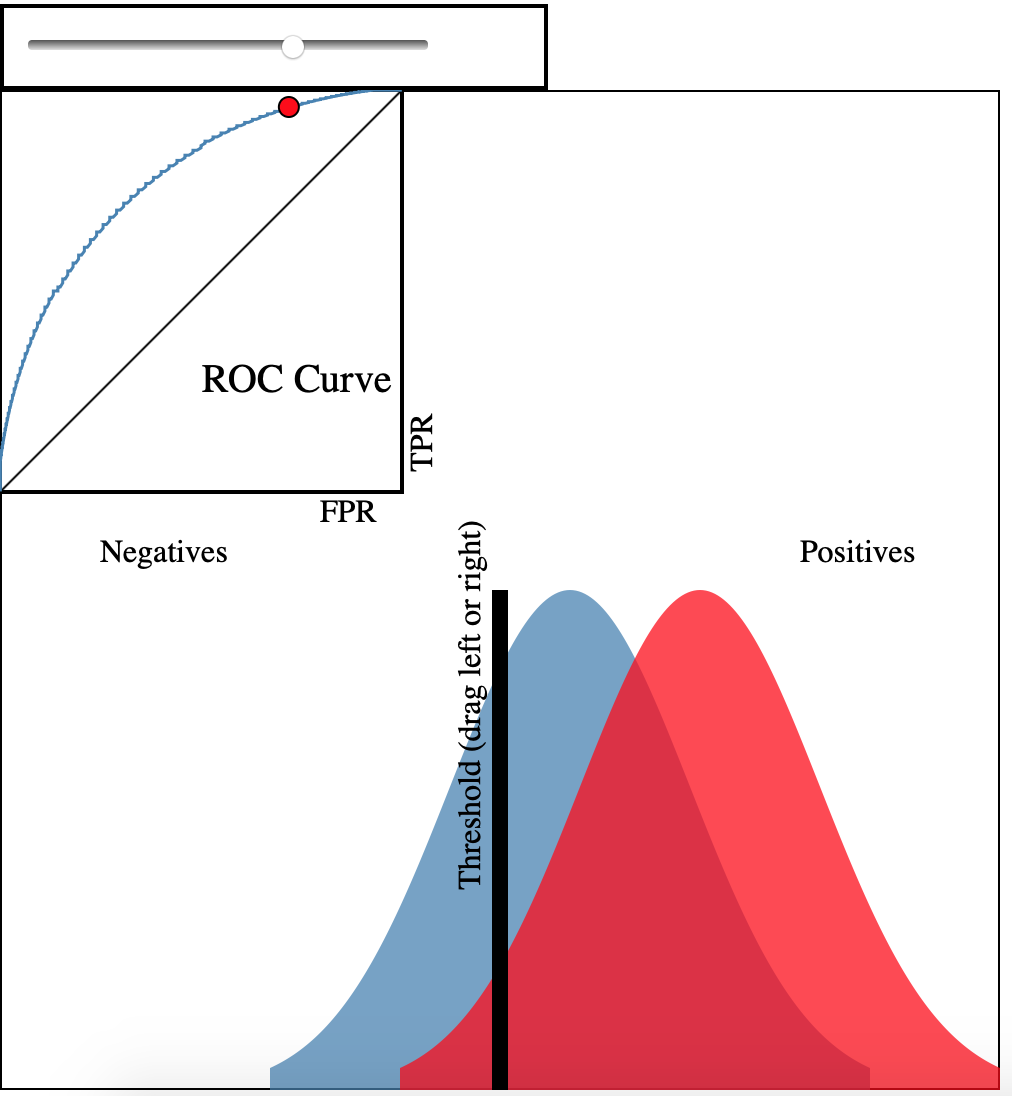 ROC Curve
TPR
FPR
Negatives
Positives
Threshold (drag left or right)